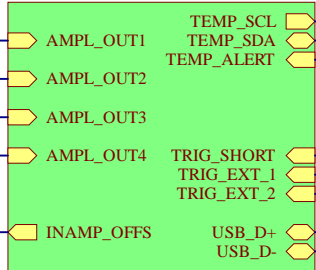 TEMP_SCL
AMPL_OUT1 TEMP_SDA
TEMP_ALERT
AMPL_OUT2
AMPL_OUT3
AMPL_OUT4 TRIG_SHORT
TRIG_EXT_1
TRIG_EXT_2
INAMP_OFFS USB_D+
USB_D-